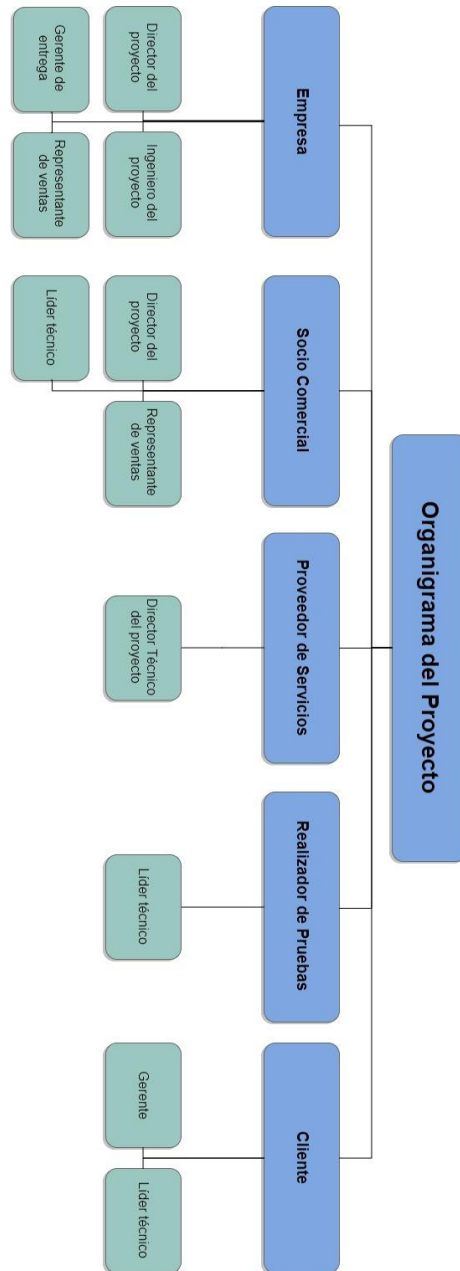 Organigrama del Proyecto
Empresa
Socio Comercial
Proveedor de Servicios
Realizador de Pruebas
Cliente
Director del
proyecto
Ingeniero del
proyecto
Director del
proyecto
Representante
de ventas
Director Técnico
del proyecto
Líder técnico
Gerente
Líder técnico
Gerente de
entrega
Representante
de ventas
Líder técnico